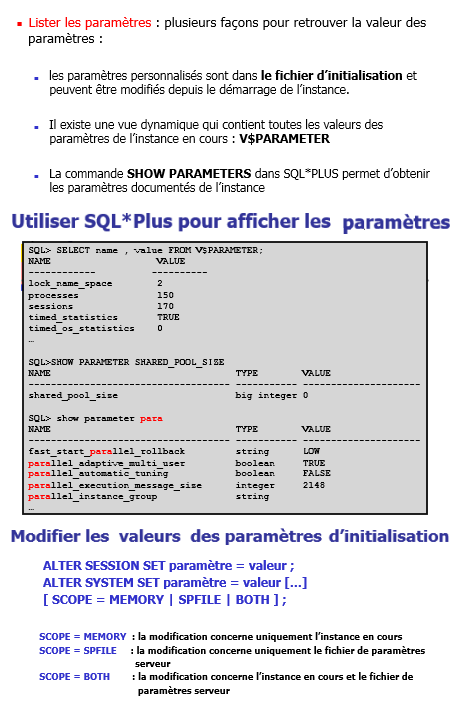 Lister les paramètres : plusieurs façons pour retrouver la valeur des
paramètres :
les paramètres personnalisés sont dans le fichier d'initialisation et
peuvent être modifiés depuis le démarrage de l'instance.
Il existe une vue dynamique qui contient toutes les valeurs des
paramètres de l'instance en cours : V$PARAMETER
La commande SHOW PARAMETERS dans SQL*PLUS permet d'obtenir
les paramètres documentés de l'instance
Utiliser SQL*Plus pour afficher les paramètres
SQL> SELECT name , value FROM V$PARAMETER;
NAME VALUE
------------ ----------
lock_name_space 2
processes 150
sessions 170
timed_statistics TRUE
timed_os_statistics 0
…
SQL>SHOW PARAMETER SHARED_POOL_SIZE
NAME TYPE VALUE
------------------------------------ ----------- ---------------------
shared_pool_size big integer 0
SQL> show parameter para
NAME TYPE VALUE
------------------------------------ ----------- ---------------------
fast_start_parallel_rollback string LOW
parallel_adaptive_multi_user boolean TRUE
parallel_automatic_tuning boolean FALSE
parallel_execution_message_size integer 2148
parallel_instance_group string
…
Modifier les valeurs des paramètres d'initialisation
ALTER SESSION SET paramètre = valeur ;
ALTER SYSTEM SET paramètre = valeur [...]
[ SCOPE = MEMORY | SPFILE | BOTH ] ;
SCOPE = MEMORY : la modification concerne uniquement l'instance en cours
SCOPE = SPFILE : la modification concerne uniquement le fichier de paramètres
serveur
SCOPE = BOTH : la modification concerne l'instance en cours et le fichier de
paramètres serveur